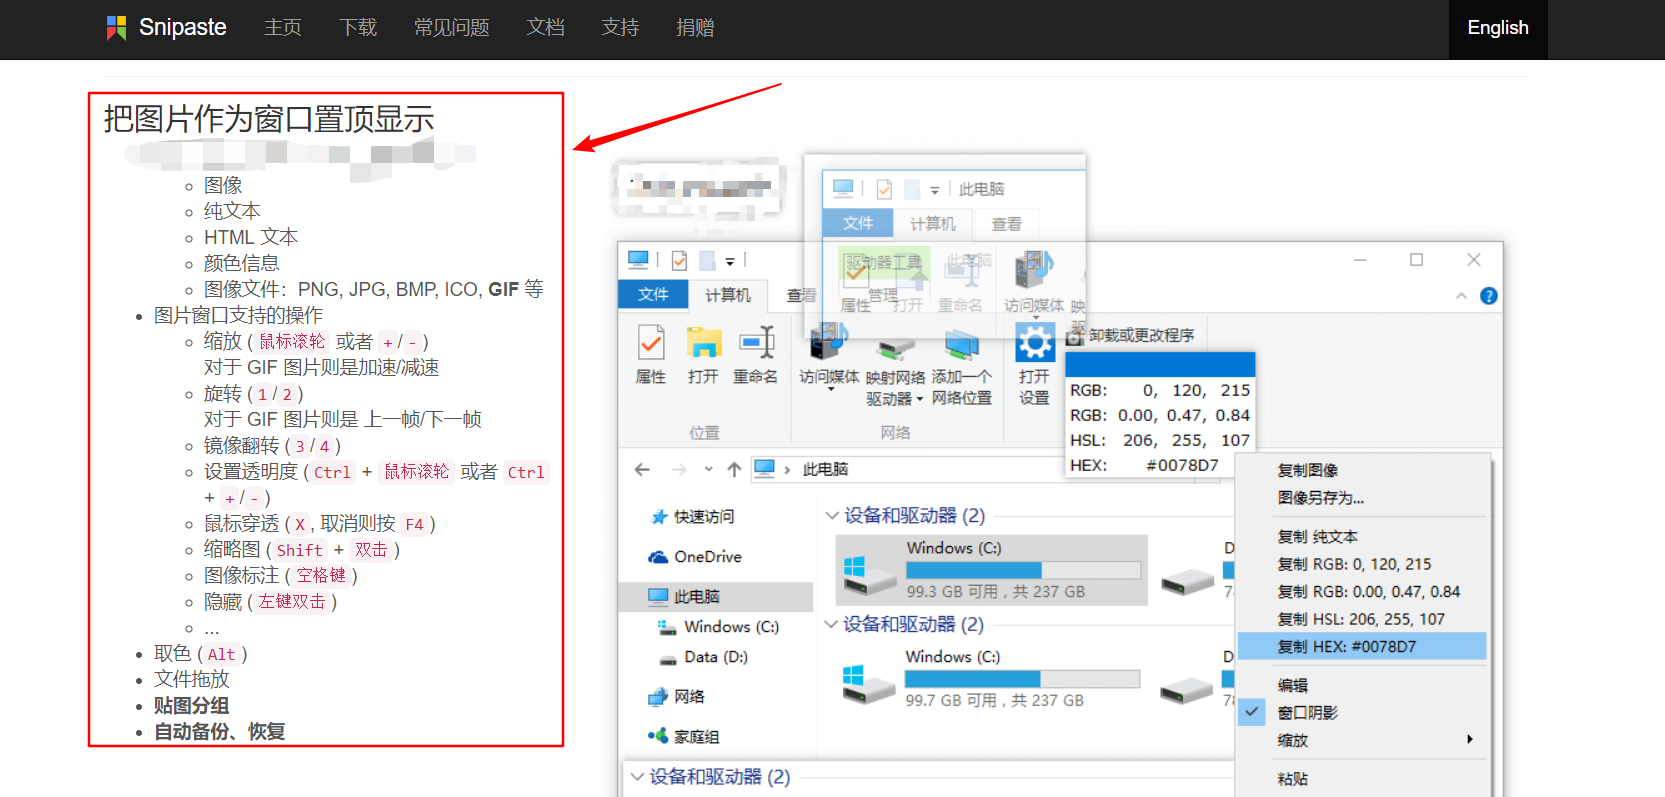 Snipaste 主页 下载 常见问题 文档 支持 捐赠 English
把图片作为窗口置顶显示
图像
纯文本
HTML 文本
颜色信息
图像文件：PNG, JPG, BMP, ICO, GIF 等
图片窗口支持的操作
缩放 ( 鼠标滚轮 或者 + / - )
对于 GIF 图片则是加速/减速
旋转 ( 1 / 2 )
对于 GIF 图片则是 上一帧/下一帧
镜像翻转 ( 3 / 4 )
设置透明度 ( Ctrl + 鼠标滚轮 或者 Ctrl
+ + / - )
鼠标穿透 ( X , 取消则按 F4 )
缩略图 ( Shift + 双击 )
图像标注 ( 空格键 )
隐藏 ( 左键双击 )
...
取色 ( Alt )
文件拖放
贴图分组
自动备份、恢复
此电脑
文件 计算机 查看
驱动器工具 此电脑
管理
属性 打开 重命名 访问媒体 映
驱
文件 计算机 查看
卸载或更改程序
属性 打开 重命名 访问媒体 映射网络 添加一个 打开
驱动器 网络位置 设置
位置 网络
RGB: 0, 120, 215
RGB: 0.00, 0.47, 0.84
HSL: 206, 255, 107
HEX: #0078D7
此电脑
快速访问
OneDrive
此电脑
Windows (C:)
Data (D:)
网络
家庭组
设备和驱动器 (2)
Windows (C:) D
99.3 GB 可用，共 237 GB
设备和驱动器 (2)
Windows (C:) D
99.7 GB 可用，共 237 GB
设备和驱动器 (2)
复制图像
图像另存为...
复制 纯文本
复制 RGB: 0, 120, 215
复制 RGB: 0.00, 0.47, 0.84
复制 HSL: 206, 255, 107
复制 HEX: #0078D7
编辑
窗口阴影
缩放
粘贴